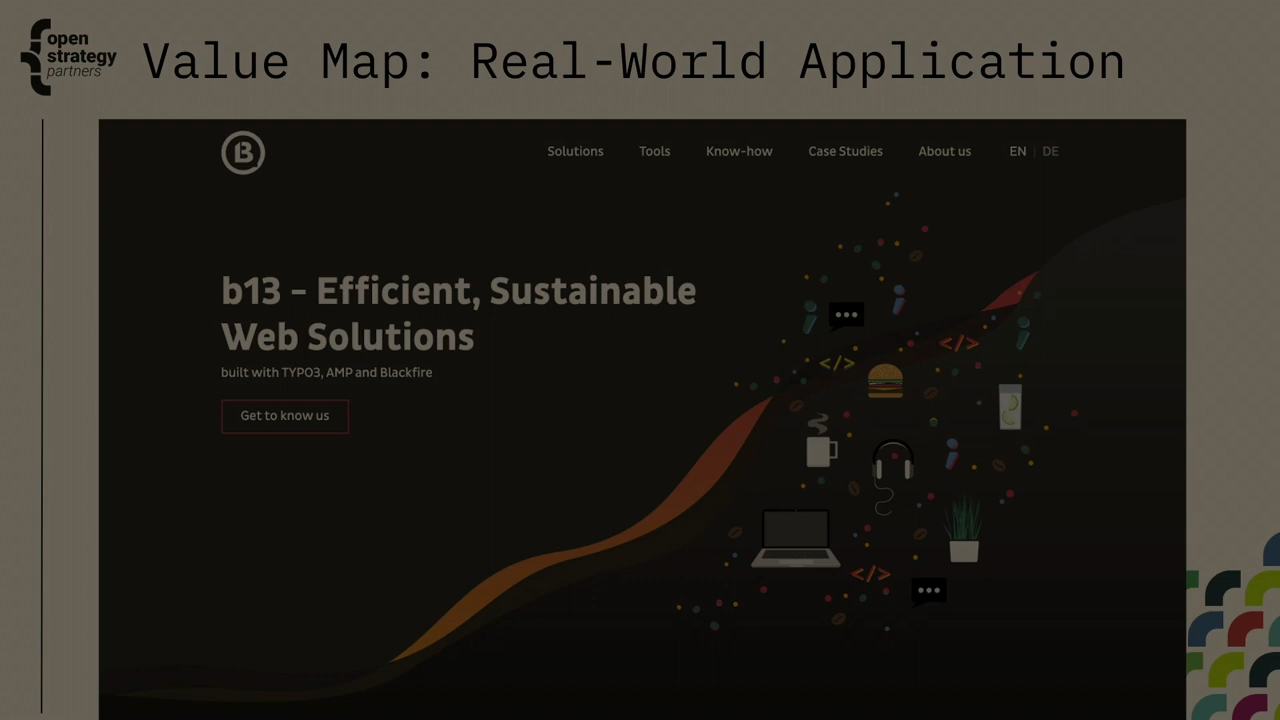 open
strategy
partners
Value Map: Real-World Application
B
Solutions Tools Know-how Case Studies About us EN | DE
b13 - Efficient, Sustainable
Web Solutions
built with TYPO3, AMP and Blackfire
Get to know us
</>
</>
</>